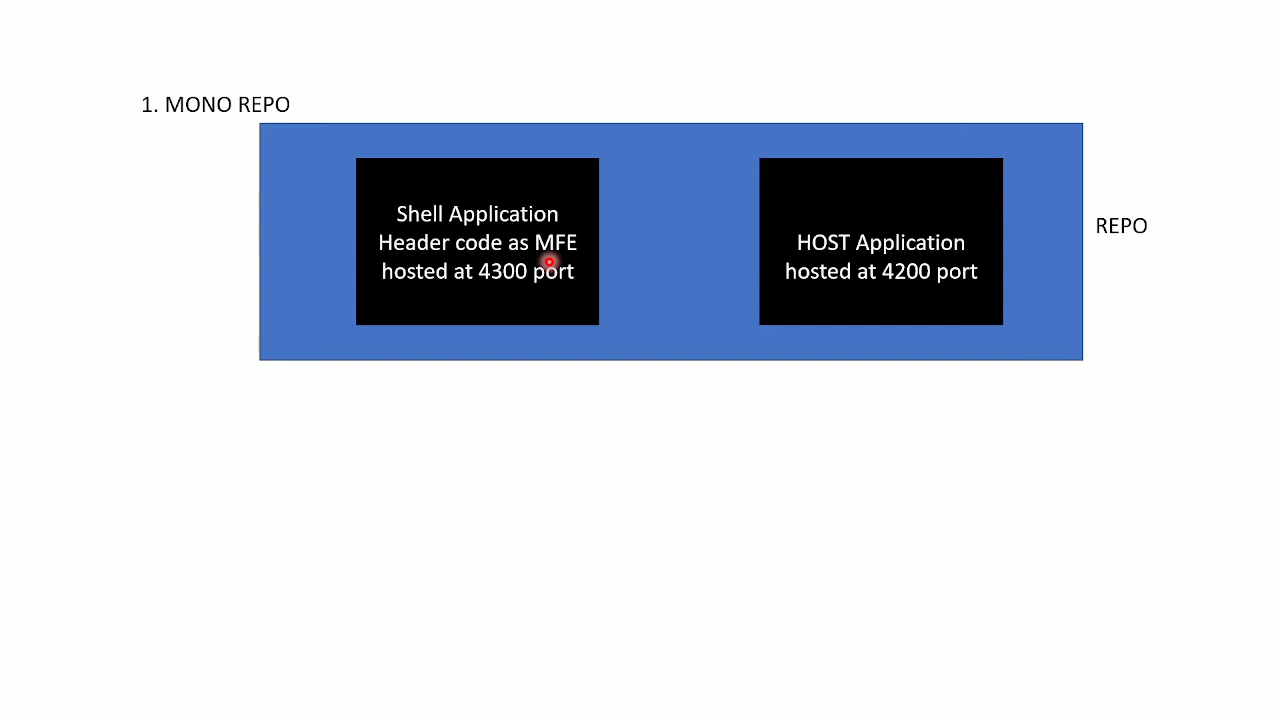 1. MONO REPO
Shell Application
Header code as MFE
hosted at 4300 port
HOST Application
hosted at 4200 port
REPO